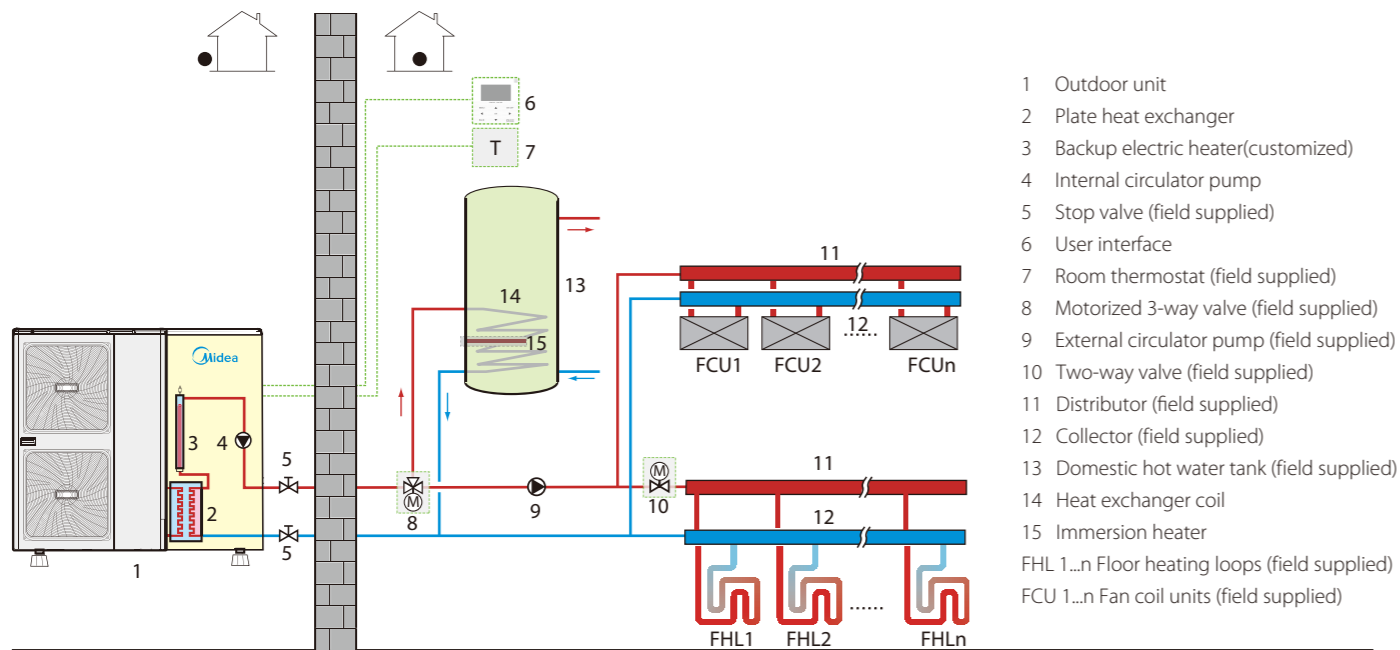 6
T
7
11
13
14
12
......
15
FCU1
FCU2
FCUn
Midea
3
4
5
M
11
M
10
8
9
2
12
5
1
......
FHL1
FHL2
FHLn
1 Outdoor unit
2 Plate heat exchanger
3 Backup electric heater(customized)
4 Internal circulator pump
5 Stop valve (field supplied)
6 User interface
7 Room thermostat (field supplied)
8 Motorized 3-way valve (field supplied)
9 External circulator pump (field supplied)
10 Two-way valve (field supplied)
11 Distributor (field supplied)
12 Collector (field supplied)
13 Domestic hot water tank (field supplied)
14 Heat exchanger coil
15 Immersion heater
FHL 1...n Floor heating loops (field supplied)
FCU 1...n Fan coil units (field supplied)